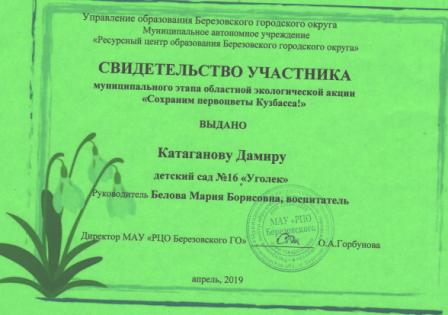 Управление образования Березовского городского округа
Муниципальное автономное учреждение
«Ресурсный центр образования Березовского городского округа»
СВИДЕТЕЛЬСТВО УЧАСТНИКА
муниципального этапа областной экологической акции
«Сохраним первоцветы Кузбасса!»
ВЫДАНО
Катаганову Дамиру
детский сад №16 «Уголек»
Руководитель Белова Мария Борисовна, воспитатель
МАУ «РЦО
Березовского
Директор МАУ «РЦО Березовского ГО» О.А.Горбунова
апрель, 2019